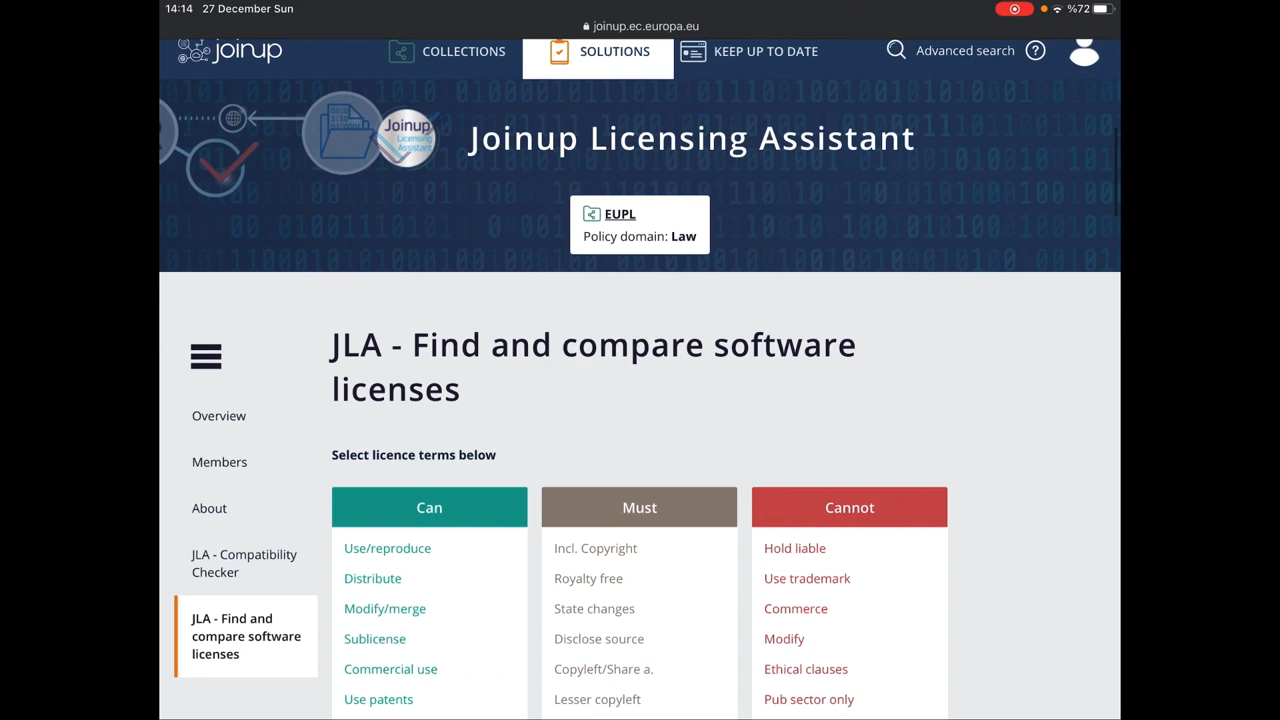 14:14 27 December Sun
%72
joinup.ec.europa.eu
joinup
COLLECTIONS
SOLUTIONS
KEEP UP TO DATE
Advanced search
?
Joinup
Licensing
Assistant
Joinup Licensing Assistant
EUPL
Policy domain: Law
JLA - Find and compare software
licenses
Overview
Members
About
JLA - Compatibility
Checker
JLA - Find and
compare software
licenses
Select licence terms below
Can
Use/reproduce
Distribute
Modify/merge
Sublicense
Commercial use
Use patents
Must
Incl. Copyright
Royalty free
State changes
Disclose source
Copyleft/Share a.
Lesser copyleft
Cannot
Hold liable
Use trademark
Commerce
Modify
Ethical clauses
Pub sector only